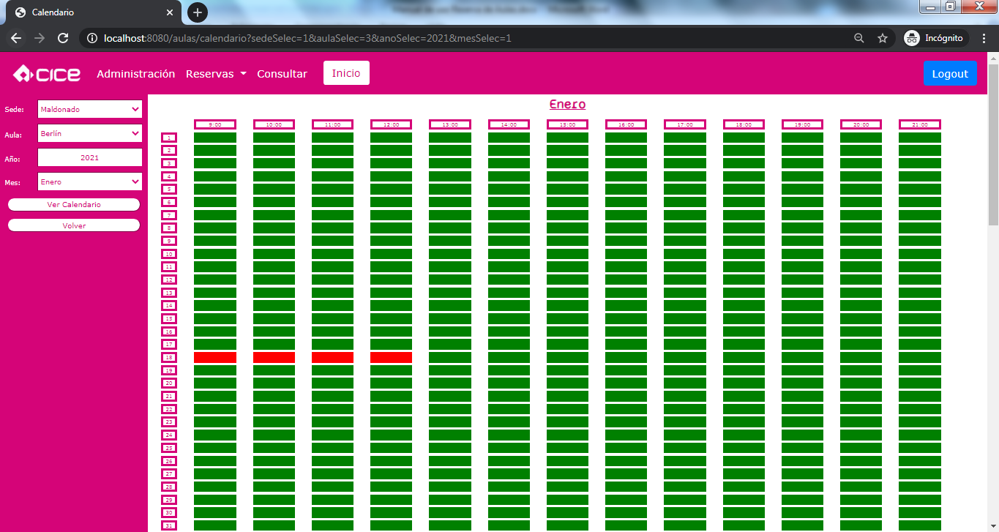 Calendario
localhost:8080/aulas/calendario?sedeSelec=1&aulaSelec=3&anoSelec=2021&mesSelec=1
Incógnito
CICE Administración Reservas Consultar Inicio Logout
Sede: Maldonado
Aula: Berlín
Año: 2021
Mes: Enero
Ver Calendario
Volver
Enero
9:00 10:00 11:00 12:00 13:00 14:00 15:00 16:00 17:00 18:00 19:00 20:00 21:00
1
2
3
4
5
6
7
8
9
10
11
12
13
14
15
16
17
18
19
20
21
22
23
24
25
26
27
28
29
30
31